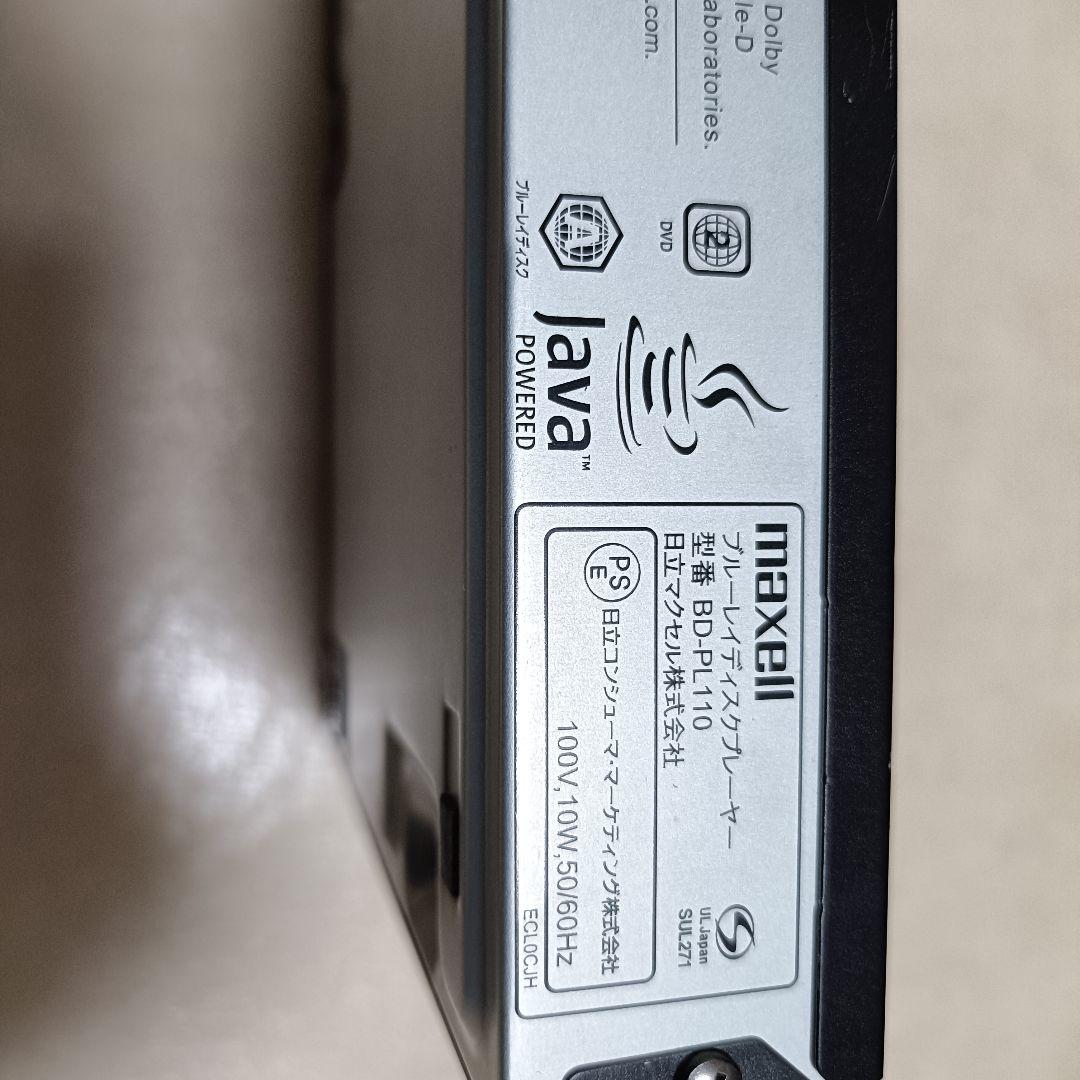 Dolby
le-D
aboratories.
.com.
2
DVD
A
ブルーレイディスク
Java™
POWERED
maxell
ブルーレイディスクプレーヤー
型番 BD-PL110
日立マクセル株式会社
UL Japan
SUL271
PSE 日立コンシューマ・マーケティング株式会社
100V,10W,50/60Hz
ECL0CJH